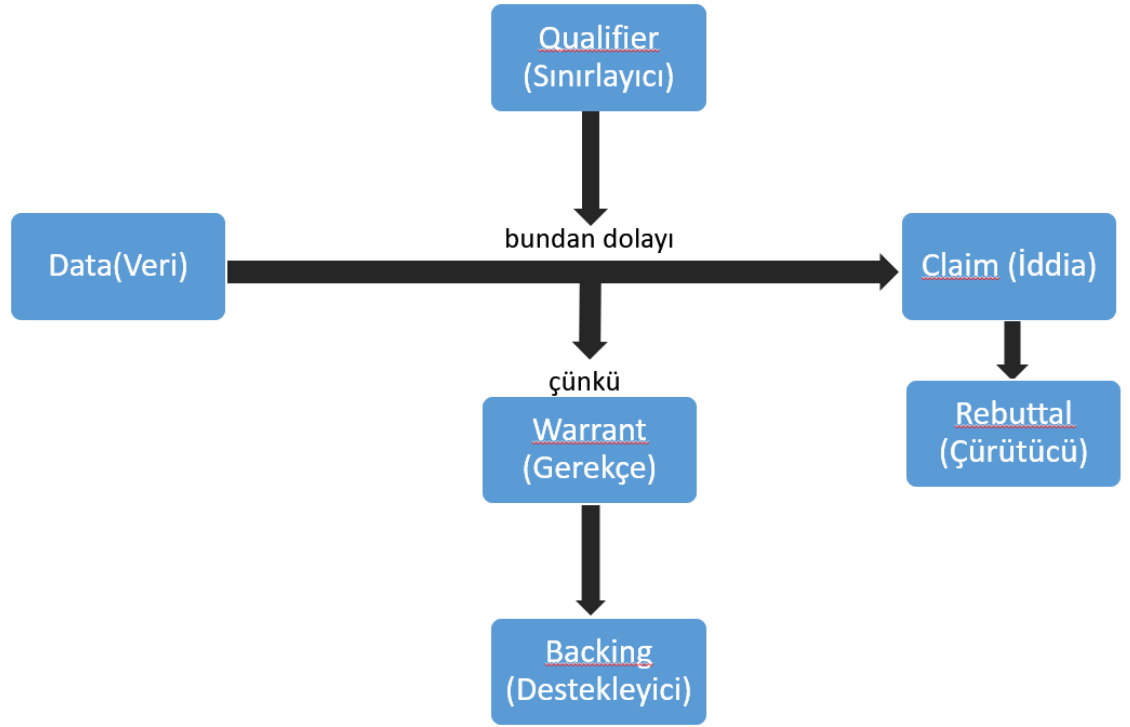 Qualifier
(Sınırlayıcı)
bundan dolayı
Data(Veri)
Claim (İddia)
çünkü
Warrant
(Gerekçe)
Rebuttal
(Çürütücü)
Backing
(Destekleyici)